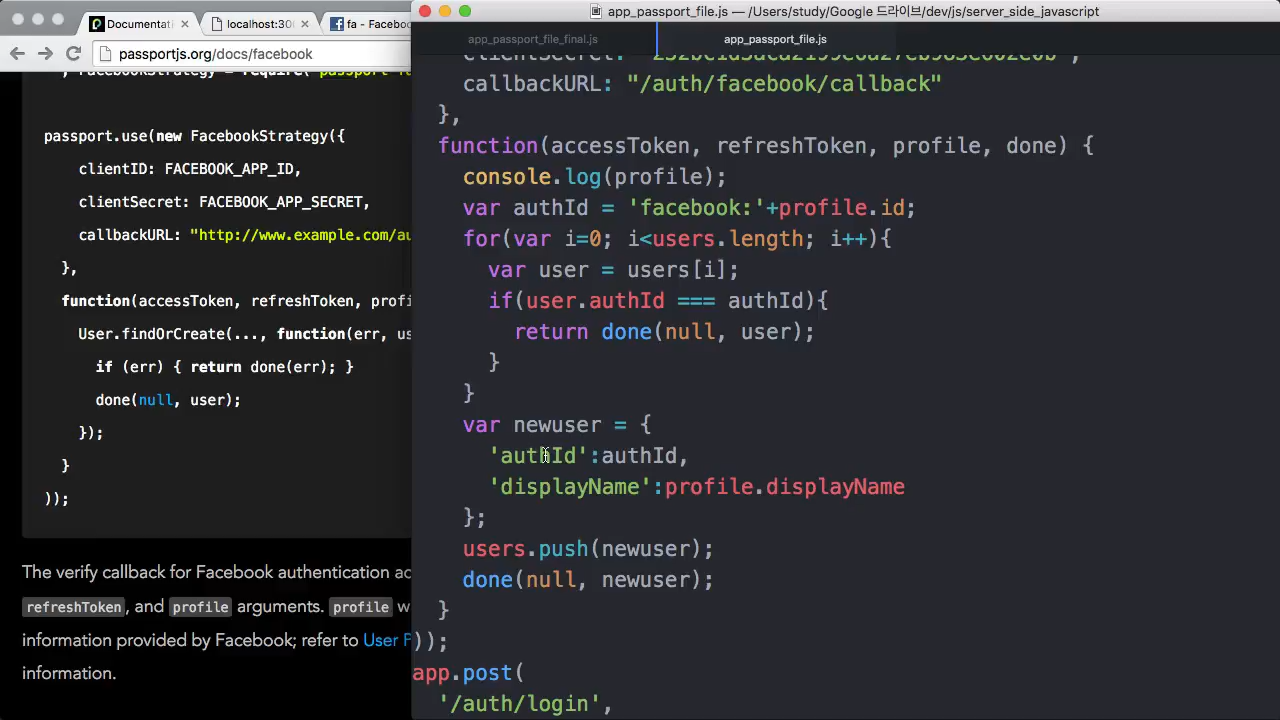 Documentati
localhost:300
fa - Faceboo
passportjs.org/docs/facebook
passport.use(new FacebookStrategy({
clientID: FACEBOOK_APP_ID,
clientSecret: FACEBOOK_APP_SECRET,
callbackURL: "http://www.example.com/au
},
function(accessToken, refreshToken, profi
User.findOrCreate(..., function(err, us
if (err) { return done(err); }
done(null, user);
});
}
));
The verify callback for Facebook authentication ac
refreshToken, and profile arguments. profile w
information provided by Facebook; refer to User P
information.
app_passport_file.js — /Users/study/Google 드라이브/dev/js/server_side_javascript
app_passport_file_final.js
app_passport_file.js
callbackURL: "/auth/facebook/callback"
},
function(accessToken, refreshToken, profile, done) {
console.log(profile);
var authId = 'facebook:'+profile.id;
for(var i=0; i<users.length; i++){
var user = users[i];
if(user.authId === authId){
return done(null, user);
}
}
var newuser = {
'authId':authId,
'displayName':profile.displayName
};
users.push(newuser);
done(null, newuser);
}
));
app.post(
'/auth/login',